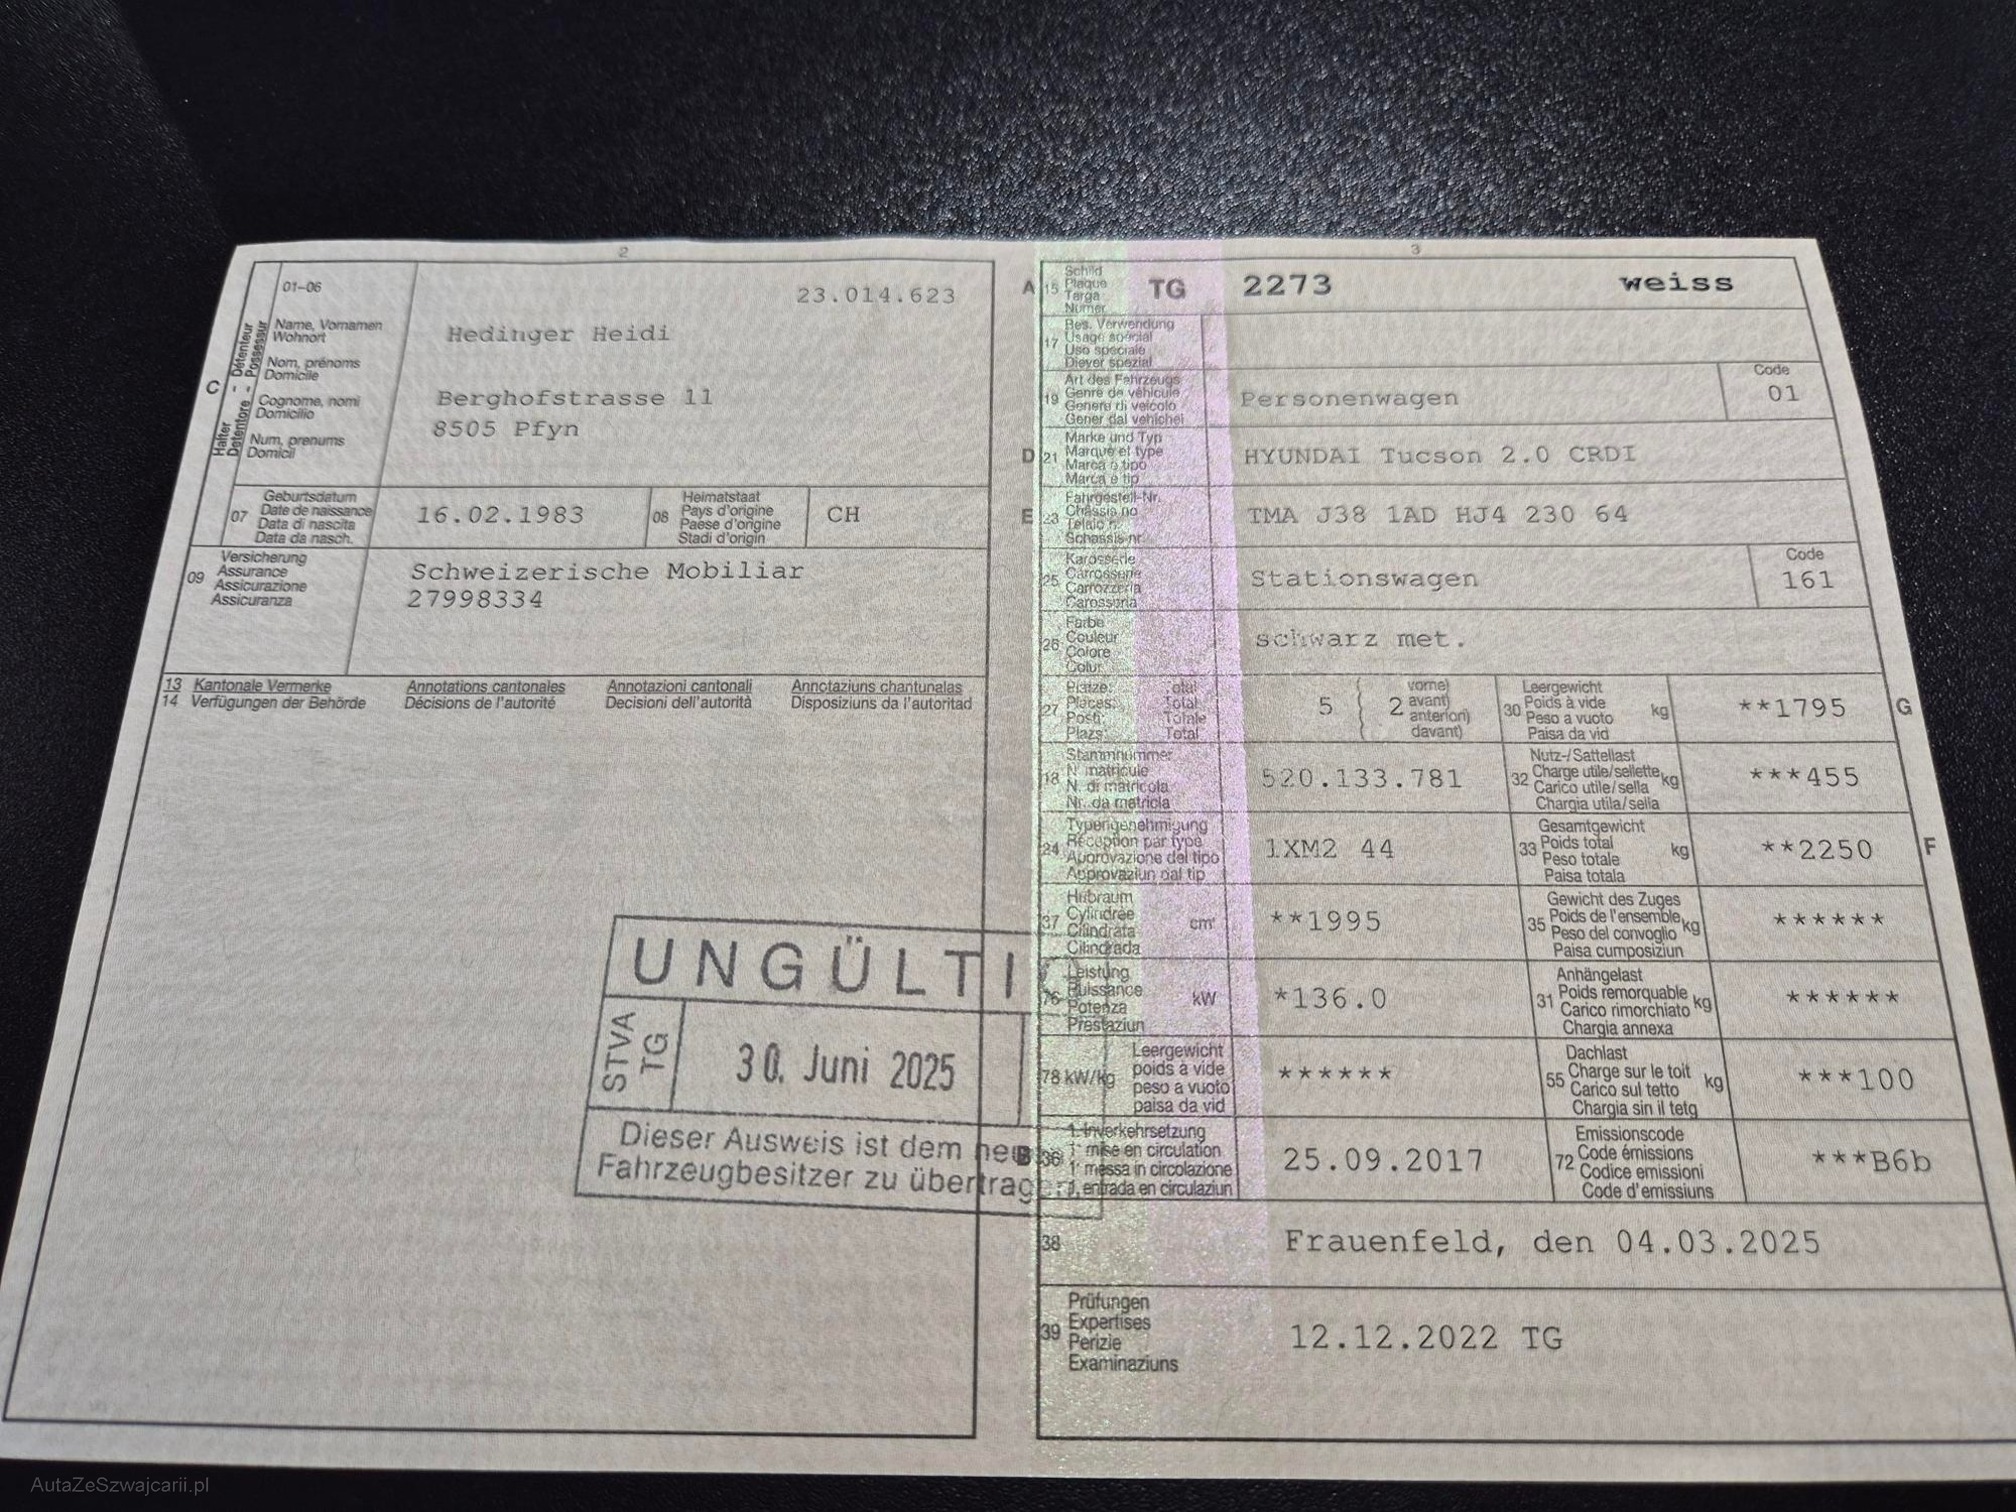 2
01–06
23.014.623
C
Halter - Détenteur
Detentore - Possessur
Name, Vornamen
Wohnort
Nom, prénoms
Domicile
Cognome, nomi
Domicilio
Num, prenums
Domicil
Hedinger Heidi
Berghofstrasse 11
8505 Pfyn
07
Geburtsdatum
Date de naissance
Data di nascita
Data da nasch.
16.02.1983
08
Heimatstaat
Pays d'origine
Paese d'origine
Stadi d'origin
CH
09
Versicherung
Assurance
Assicurazione
Assicuranza
Schweizerische Mobiliar
27998334
13 Kantonale Vermerke Annotations cantonales Annotazioni cantonali Annotaziuns chantunalas
14 Verfügungen der Behörde Décisions de l'autorité Decisioni dell'autorità Disposiziuns da l'autoritad
UNGÜLTI
STVA
TG
30. Juni 2025
Dieser Ausweis ist dem
Fahrzeugbesitzer zu übertrag
3
A
15
Schild
Plaque
Targa
Numer
TG 2273 weiss
17
Bes. Verwendung
Usage spécial
Uso speciale
Diever spezial
19
Art des Fahrzeugs
Genre de véhicule
Genere di veicolo
Gener dal vehichel
Personenwagen
Code
01
D
21
Marke und Typ
Marque et type
Marca e tipo
Marca e tip
HYUNDAI Tucson 2.0 CRDI
E
23
Fahrgestell-Nr.
Châssis no
Telaio n.
Schassis nr.
TMA J38 1AD HJ4 230 64
25
Karosserie
Carrosserie
Carrozzeria
Carossaria
Stationswagen
Code
161
26
Farbe
Couleur
Colore
Colur
schwarz met.
27
Plätze: Total
Places: Total
Posti: Totale
Plazs: Total
5
2
vorne)
avant)
anteriori)
davant)
30
Leergewicht
Poids à vide
Peso a vuoto
Paisa da vid
kg
**1795
G
18
Stammnummer
N° matricule
N. di matricola
Nr. da matricla
520.133.781
32
Nutz-/Sattellast
Charge utile/sellette
Carico utile/sella
Chargia utila/sella
kg
***455
24
Typengenehmigung
Réception par type
Approvazione del tipo
Approvaziun dal tip
1XM2 44
33
Gesamtgewicht
Poids total
Peso totale
Paisa totala
kg
**2250
F
37
Hubraum
Cylindrée
Cilindrata
Cilindrada
cm³
**1995
35
Gewicht des Zuges
Poids de l'ensemble
Peso del convoglio
Paisa cumposiziun
kg
******
76
Leistung
Puissance
Potenza
Prestaziun
kW
*136.0
31
Anhängelast
Poids remorquable
Carico rimorchiato
Chargia annexa
kg
******
78 kW/kg
Leergewicht
poids à vide
peso a vuoto
paisa da vid
******
55
Dachlast
Charge sur le toit
Carico sul tetto
Chargia sin il tetg
kg
***100
B
36
1. Inverkehrsetzung
1re mise en circulation
1a messa in circolazione
1. entrada en circulaziun
25.09.2017
72
Emissionscode
Code émissions
Codice emissioni
Code d'emissiuns
***B6b
38
Frauenfeld, den 04.03.2025
39
Prüfungen
Expertises
Perizie
Examinaziuns
12.12.2022 TG
AutaZeSzwajcarii.pl